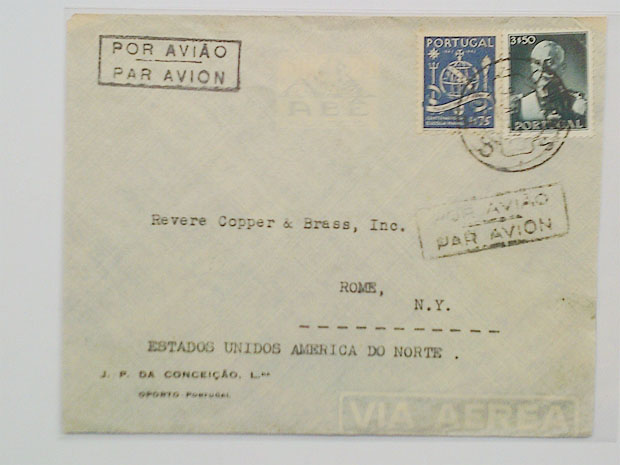 POR AVIÃO
PAR AVION
PORTUGAL
1$75
3$50
PORTUGAL
POR AVIÃO
PAR AVION
Revere Copper & Brass, Inc.
ROME,
N.Y.
ESTADOS UNIDOS AMERICA DO NORTE .
J. P. DA CONCEIÇÃO, L.da
OPORTO-PORTUGAL
VIA AEREA